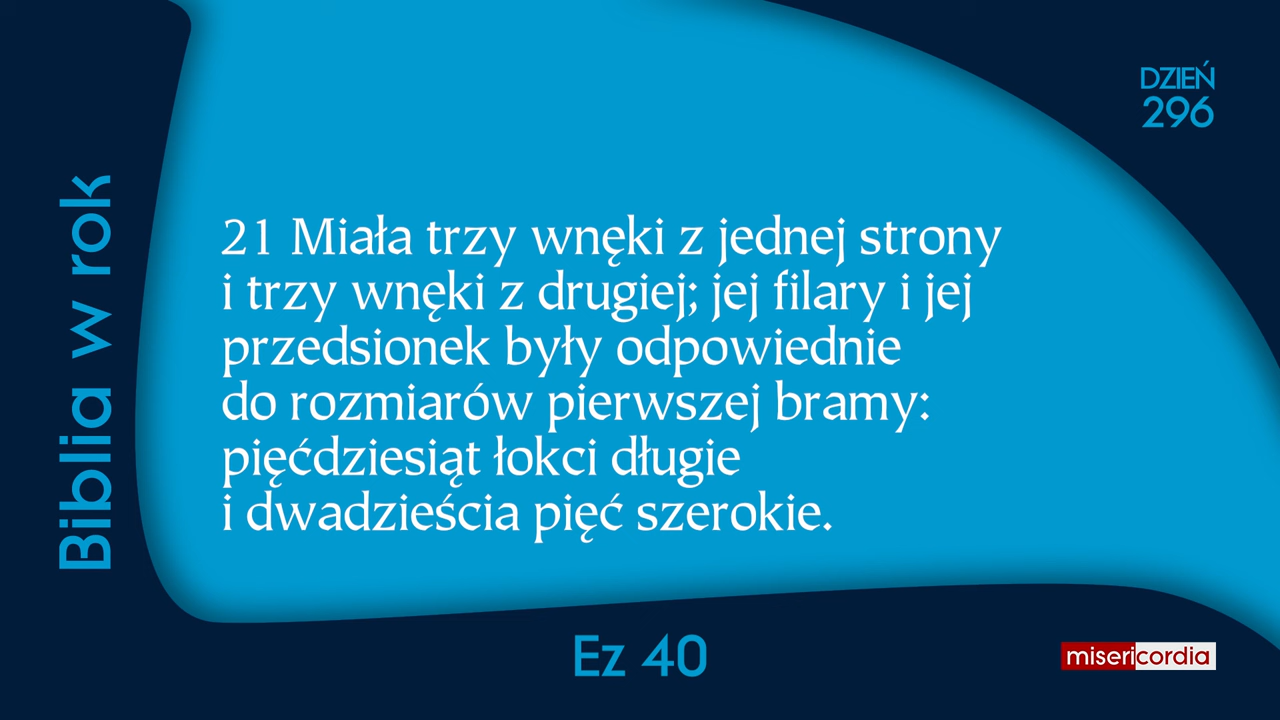 DZIEŃ
296
Biblia w rok
21 Miała trzy wnęki z jednej strony
i trzy wnęki z drugiej; jej filary i jej
przedsionek były odpowiednie
do rozmiarów pierwszej bramy:
pięćdziesiąt łokci długie
i dwadzieścia pięć szerokie.
Ez 40
misericordia